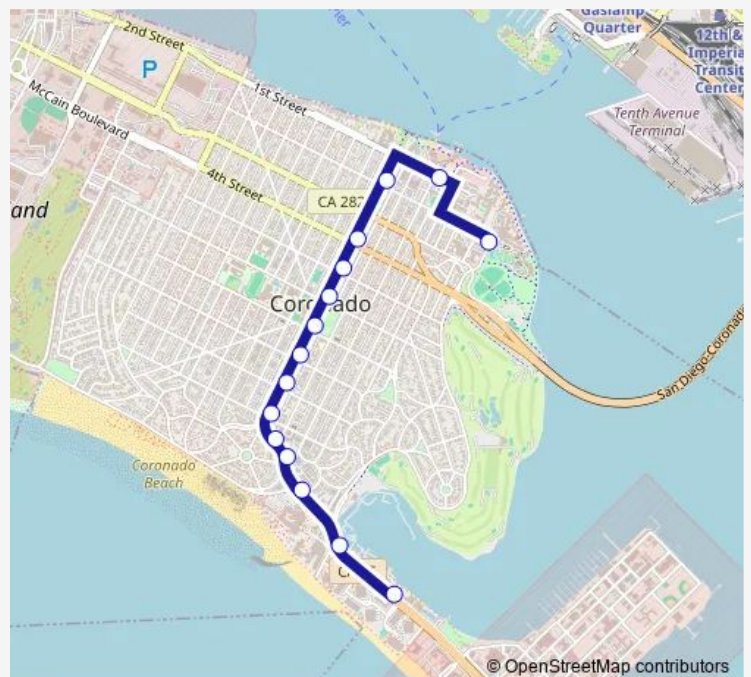 Gaslamp
Quarter
12th &
Imperia
Transit
Center
2nd Street
P
McCain Boulevard
1st Street
Tenth Avenue
Terminal
4th Street
CA 282
and
Coronado
San Diego-Coronado
Coronado
Beach
© OpenStreetMap contributors